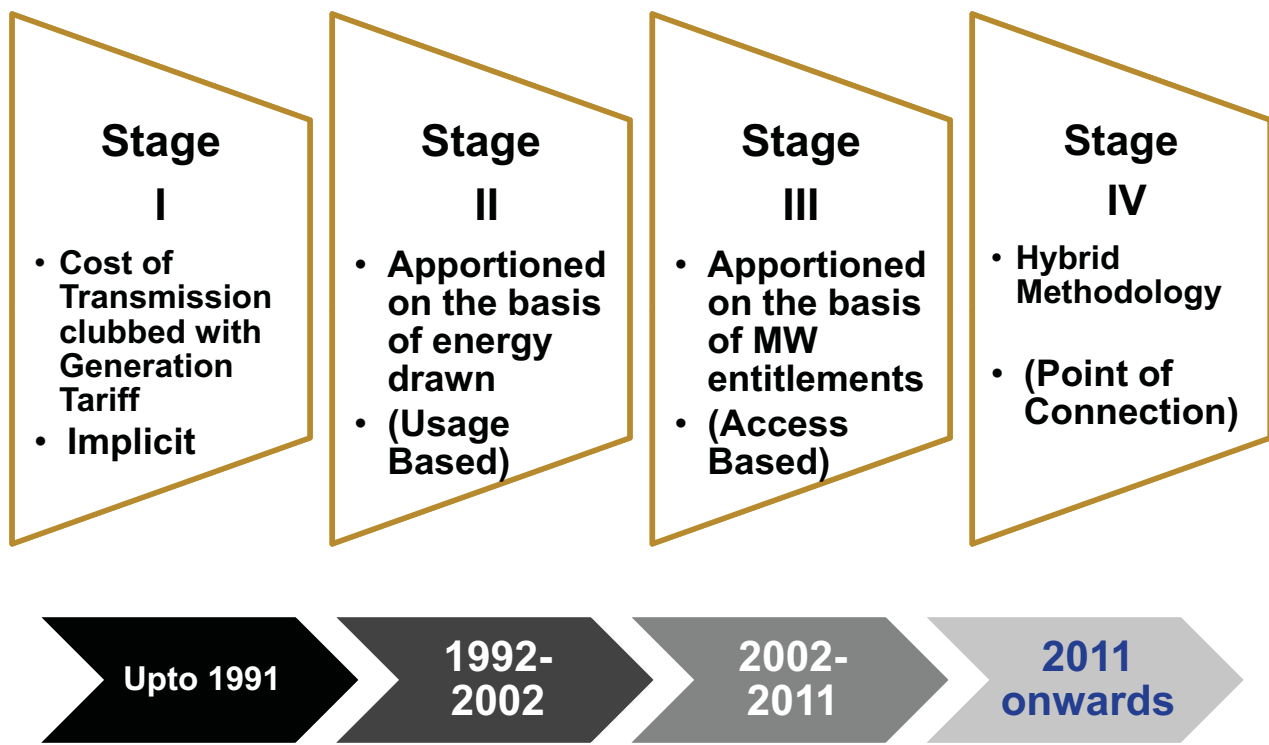 Stage
I
• Cost of
Transmission
clubbed with
Generation
Tariff
• Implicit
Stage
II
• Apportioned
on the basis
of energy
drawn
• (Usage
Based)
Stage
III
• Apportioned
on the basis
of MW
entitlements
• (Access
Based)
Stage
IV
• Hybrid
Methodology
• (Point of
Connection)
Upto 1991
1992-
2002
2002-
2011
2011
onwards